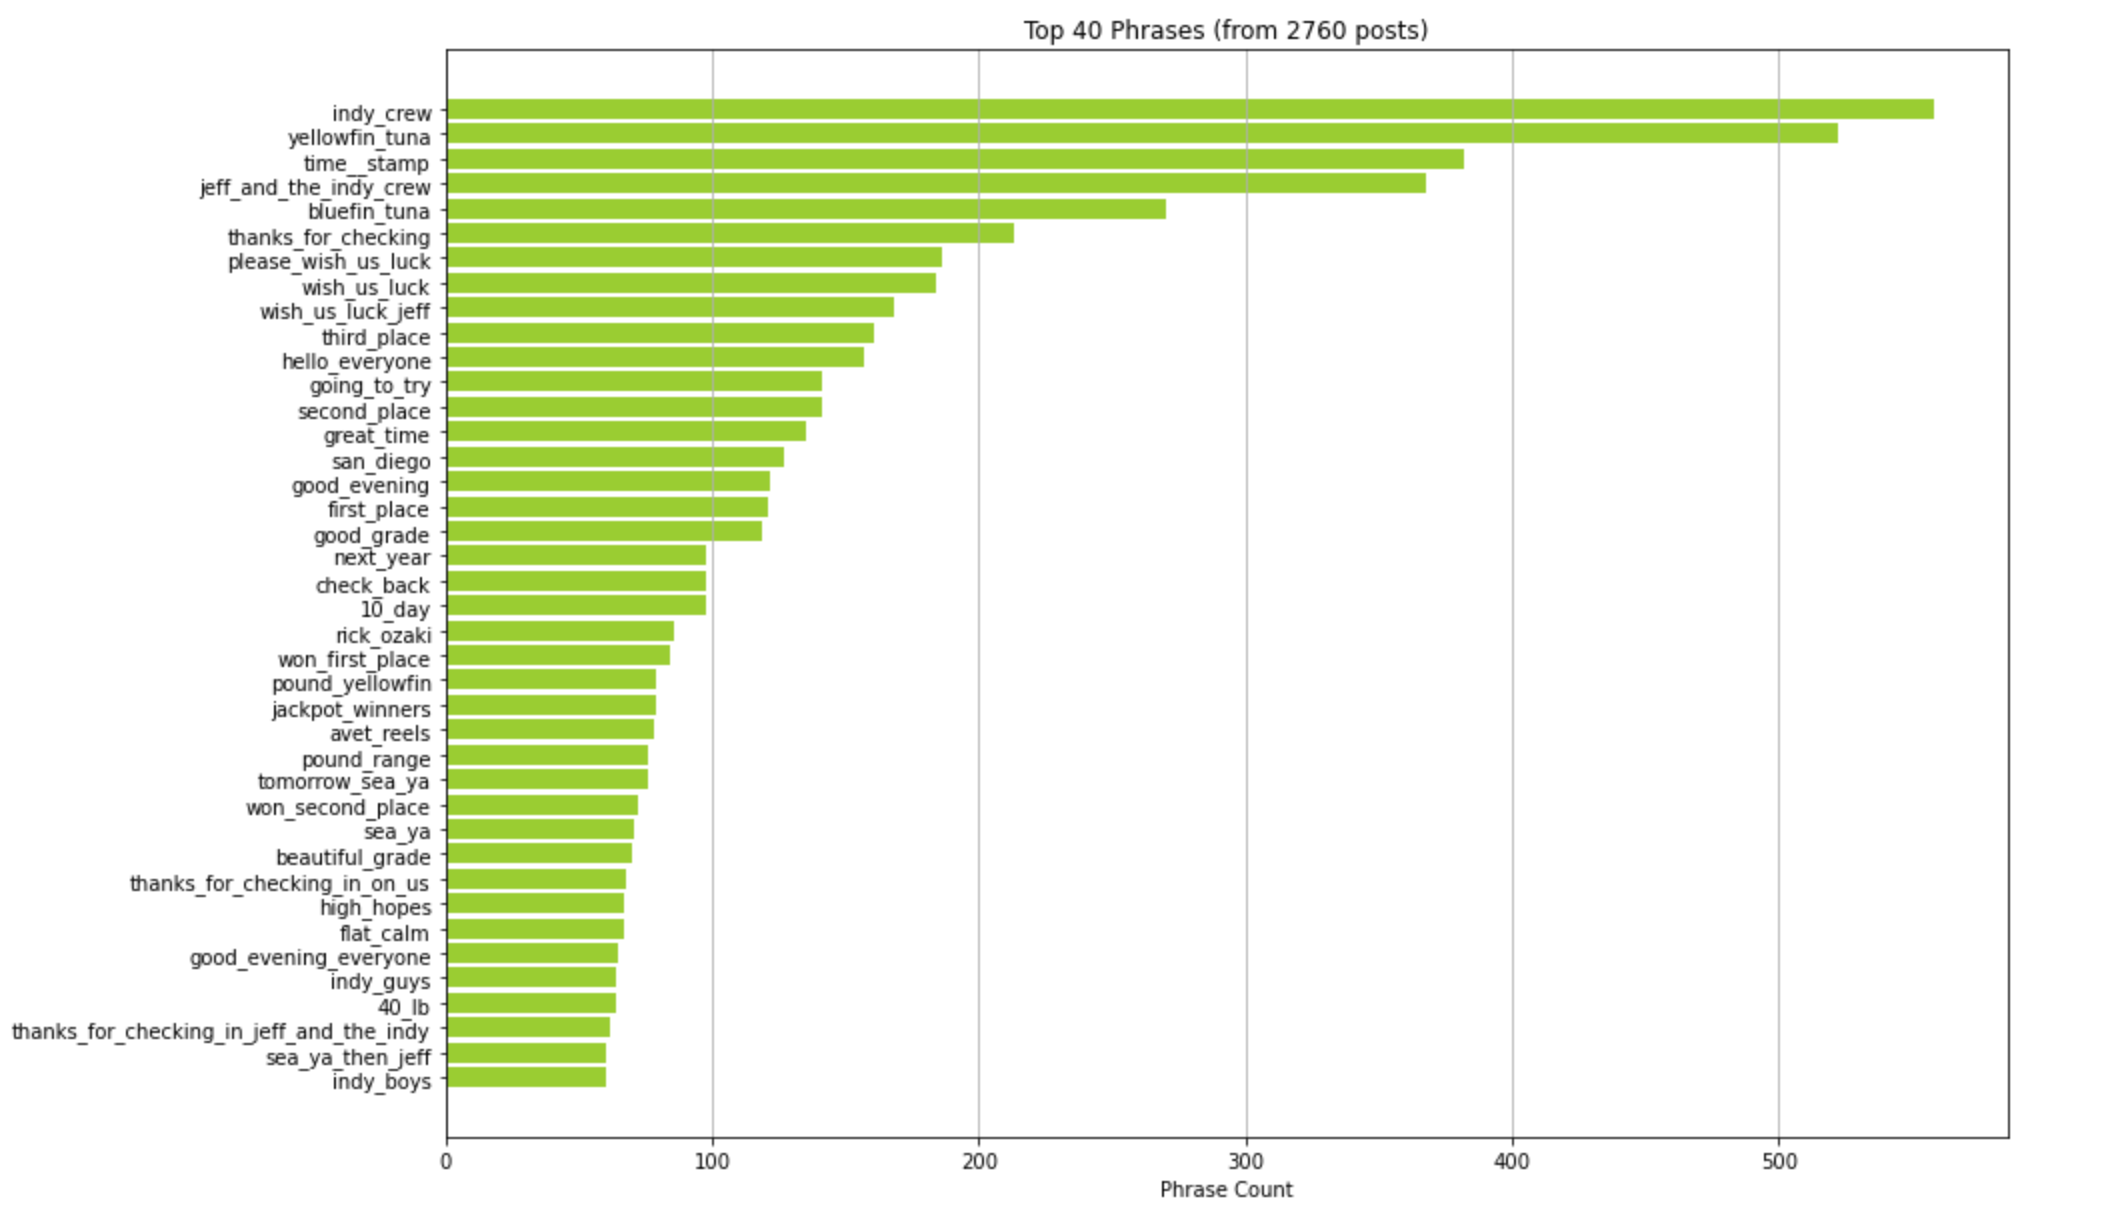 Top 40 Phrases (from 2760 posts)
indy_crew
yellowfin_tuna
time__stamp
jeff_and_the_indy_crew
bluefin_tuna
thanks_for_checking
please_wish_us_luck
wish_us_luck
wish_us_luck_jeff
third_place
hello_everyone
going_to_try
second_place
great_time
san_diego
good_evening
first_place
good_grade
next_year
check_back
10_day
rick_ozaki
won_first_place
pound_yellowfin
jackpot_winners
avet_reels
pound_range
tomorrow_sea_ya
won_second_place
sea_ya
beautiful_grade
thanks_for_checking_in_on_us
high_hopes
flat_calm
good_evening_everyone
indy_guys
40_lb
thanks_for_checking_in_jeff_and_the_indy
sea_ya_then_jeff
indy_boys
0 100 200 300 400 500
Phrase Count